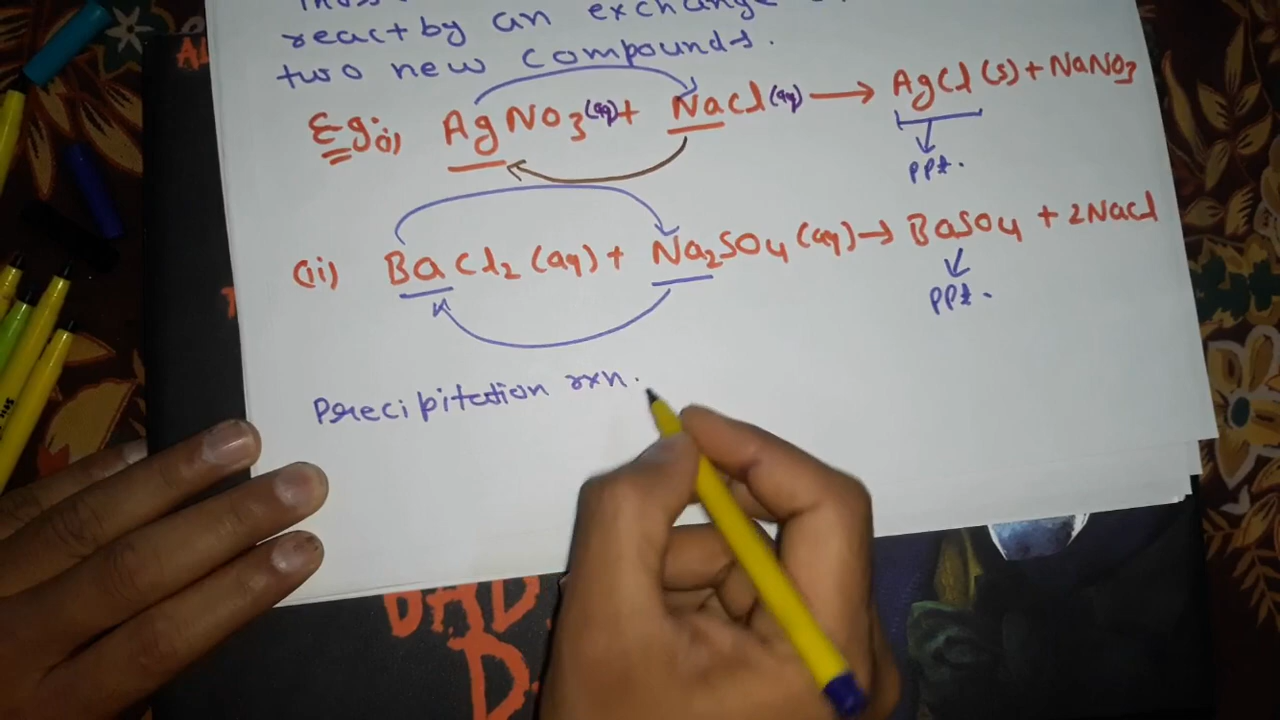 react by an exchange
two new compounds.
Eg:(i) AgNO3(aq) + NaCl(aq) → AgCl(s) + NaNO3
ppt.
(ii) BaCl2 (aq) + Na2SO4 (aq) → BaSO4 + 2NaCl
ppt.
Precipitation rxn.
BAD